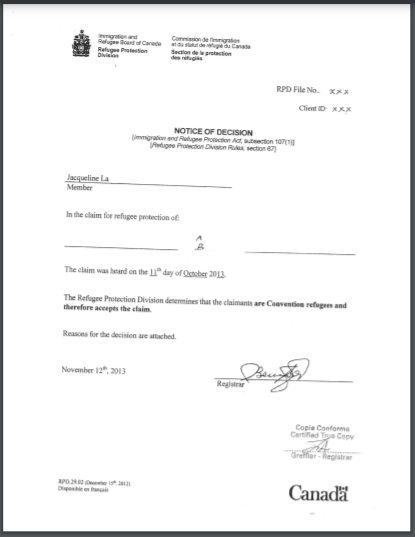 Immigration and
Refugee Board of Canada
Refugee Protection
Division
Commission de l'immigration
et du statut de réfugié du Canada
Section de la protection
des réfugiés
RPD File No.. xxx
Client ID: xxx
NOTICE OF DECISION
[Immigration and Refugee Protection Act, subsection 107(1)]
[Refugee Protection Division Rules, section 67]
Jacqueline La
Member
In the claim for refugee protection of:
A
B
The claim was heard on the 11th day of October 2013.
The Refugee Protection Division determines that the claimants are Convention refugees and
therefore accepts the claim.
Reasons for the decision are attached.
November 12th, 2013
Registrar
Copie Conforme
Certified True Copy
Greffier - Registrar
RPD.29.02 (December 15th, 2012)
Disponible en français
Canada